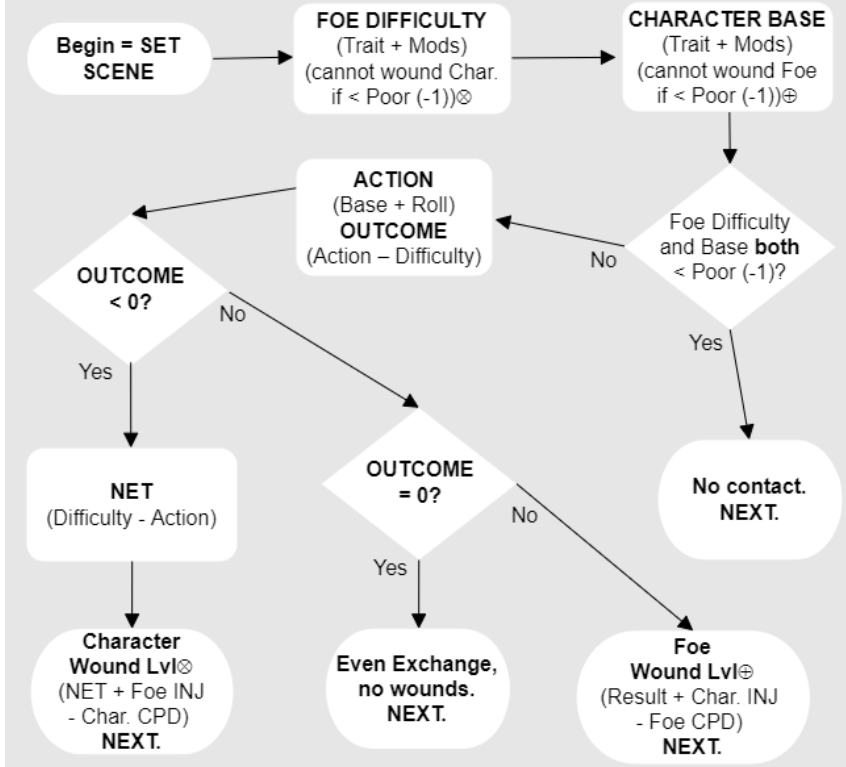 Begin = SET
SCENE
FOE DIFFICULTY
(Trait + Mods)
(cannot wound Char.
if < Poor (-1))⊗
CHARACTER BASE
(Trait + Mods)
(cannot wound Foe
if < Poor (-1))⊕
Foe Difficulty
and Base both
< Poor (-1)?
No
Yes
ACTION
(Base + Roll)
OUTCOME
(Action – Difficulty)
OUTCOME
< 0?
No
Yes
NET
(Difficulty - Action)
OUTCOME
= 0?
No
Yes
No contact.
NEXT.
Character
Wound Lvl⊗
(NET + Foe INJ
- Char. CPD)
NEXT.
Even Exchange,
no wounds.
NEXT.
Foe
Wound Lvl⊕
(Result + Char. INJ
- Foe CPD)
NEXT.